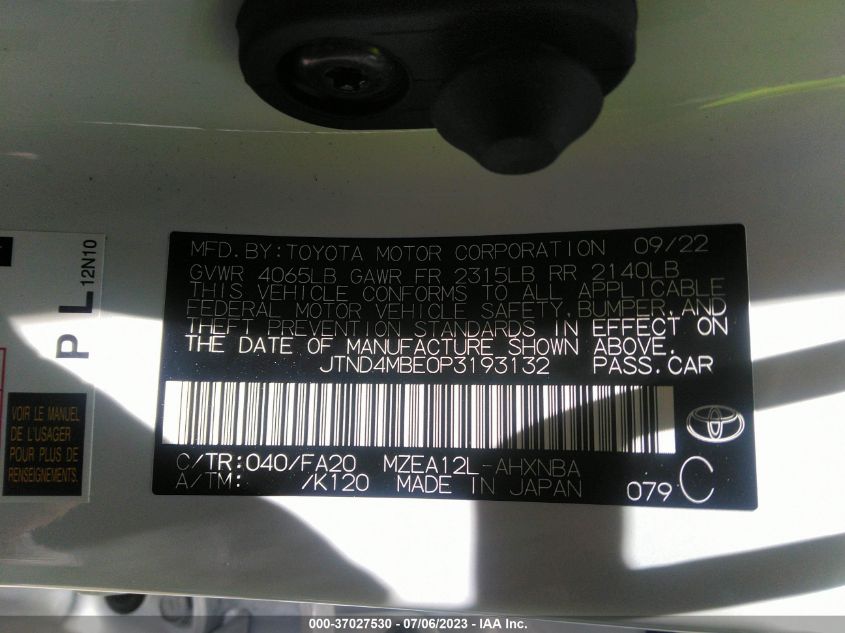 MFD. BY: TOYOTA MOTOR CORPORATION 09/22
GVWR 4065LB GAWR FR 2315LB RR 2140LB
THIS VEHICLE CONFORMS TO ALL APPLICABLE
FEDERAL MOTOR VEHICLE SAFETY, BUMPER, AND
THEFT PREVENTION STANDARDS IN EFFECT ON
THE DATE OF MANUFACTURE SHOWN ABOVE.
JTND4MBE0P3193132 PASS. CAR
C/TR: 040/FA20 MZEA12L-AHXNBA
A/TM: /K120 MADE IN JAPAN 079 C
P L 12N10
VOIR LE MANUEL
DE L'USAGER
POUR PLUS DE
RENSEIGNEMENTS
000-37027530 - 07/06/2023 - IAA Inc.